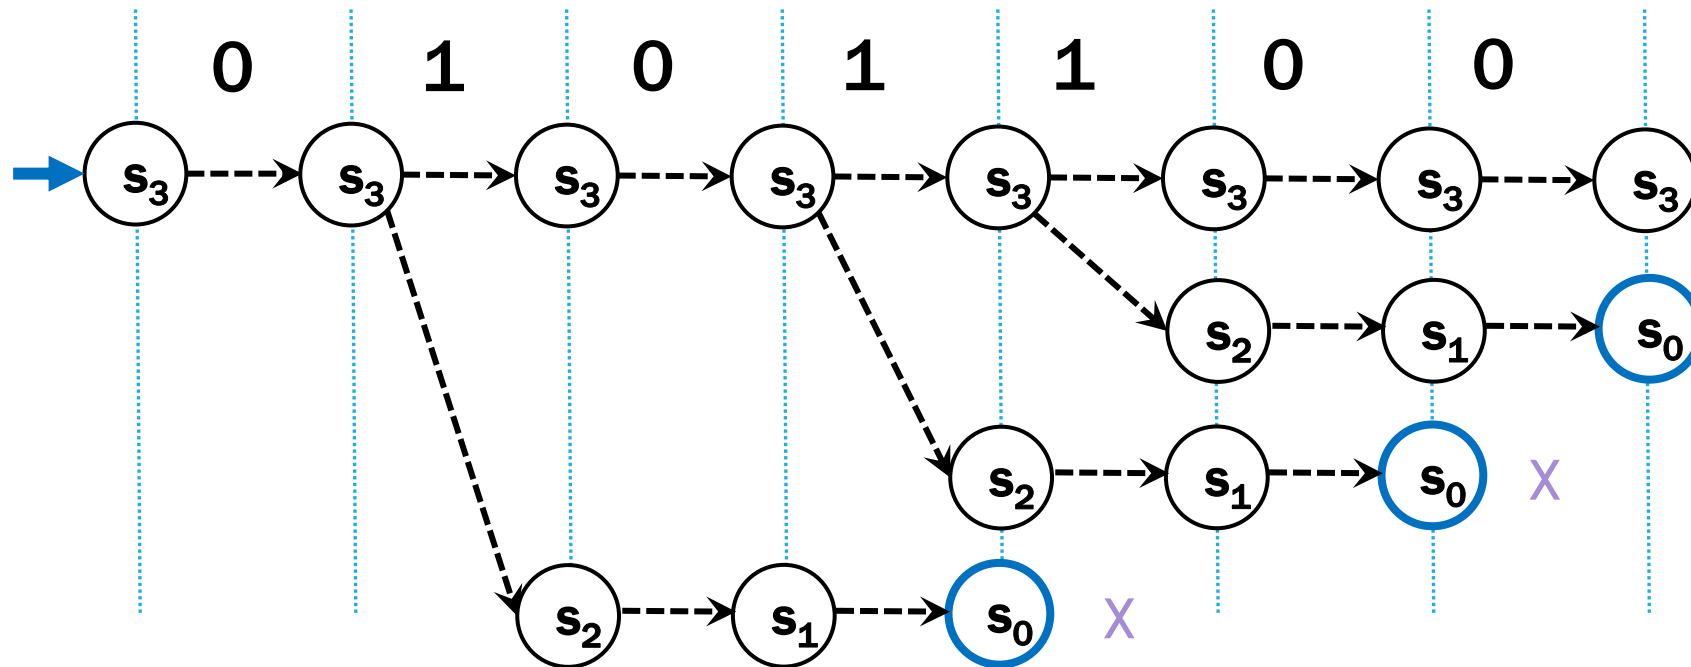 0 1 0 1 1 0 0
s₃ s₃ s₃ s₃ s₃ s₃ s₃ s₃
s₂ s₁ s₀
s₂ s₁ s₀ X
s₂ s₁ s₀ X